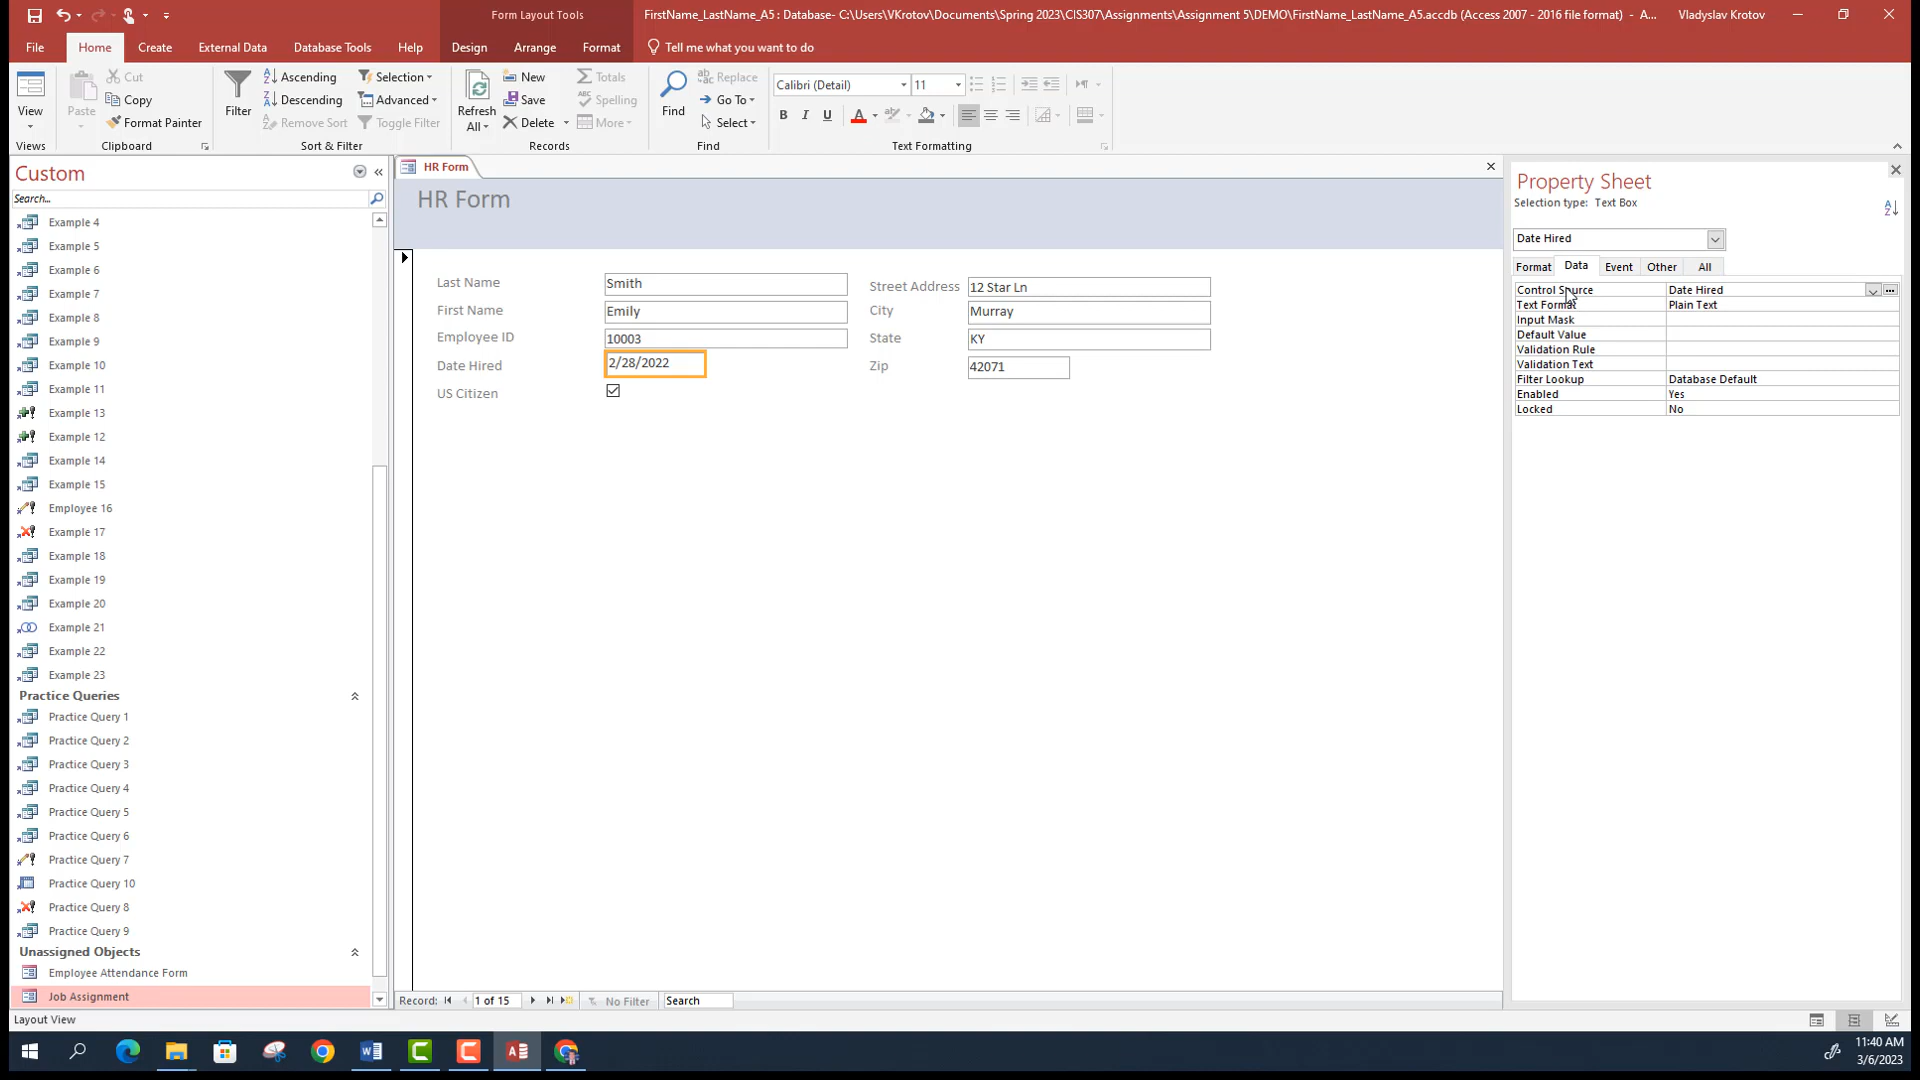 Form Layout Tools
FirstName_LastName_A5 : Database- C:\Users\VKrotov\Documents\Spring 2023\CIS307\Assignments\Assignment 5\DEMO\FirstName_LastName_A5.accdb (Access 2007 - 2016 file format) - A...
Vladyslav Krotov
File Home Create External Data Database Tools Help Design Arrange Format Tell me what you want to do
View
Views
Paste
Cut
Copy
Format Painter
Clipboard
Filter
Ascending
Descending
Remove Sort
Selection
Advanced
Toggle Filter
Sort & Filter
Refresh
All
New
Save
Delete
Totals
Spelling
More
Records
Find
Replace
Go To
Select
Find
Calibri (Detail) 11
B I U A
Text Formatting
Custom
Search...
Example 4
Example 5
Example 6
Example 7
Example 8
Example 9
Example 10
Example 11
Example 13
Example 12
Example 14
Example 15
Employee 16
Example 17
Example 18
Example 19
Example 20
Example 21
Example 22
Example 23
Practice Queries
Practice Query 1
Practice Query 2
Practice Query 3
Practice Query 4
Practice Query 5
Practice Query 6
Practice Query 7
Practice Query 10
Practice Query 8
Practice Query 9
Unassigned Objects
Employee Attendance Form
Job Assignment
HR Form
HR Form
Last Name Smith
First Name Emily
Employee ID 10003
Date Hired 2/28/2022
US Citizen
Street Address 12 Star Ln
City Murray
State KY
Zip 42071
Record: 1 of 15 No Filter Search
Property Sheet
Selection type: Text Box
Date Hired
Format Data Event Other All
Control Source Date Hired
Text Format Plain Text
Input Mask
Default Value
Validation Rule
Validation Text
Filter Lookup Database Default
Enabled Yes
Locked No
Layout View
11:40 AM
3/6/2023